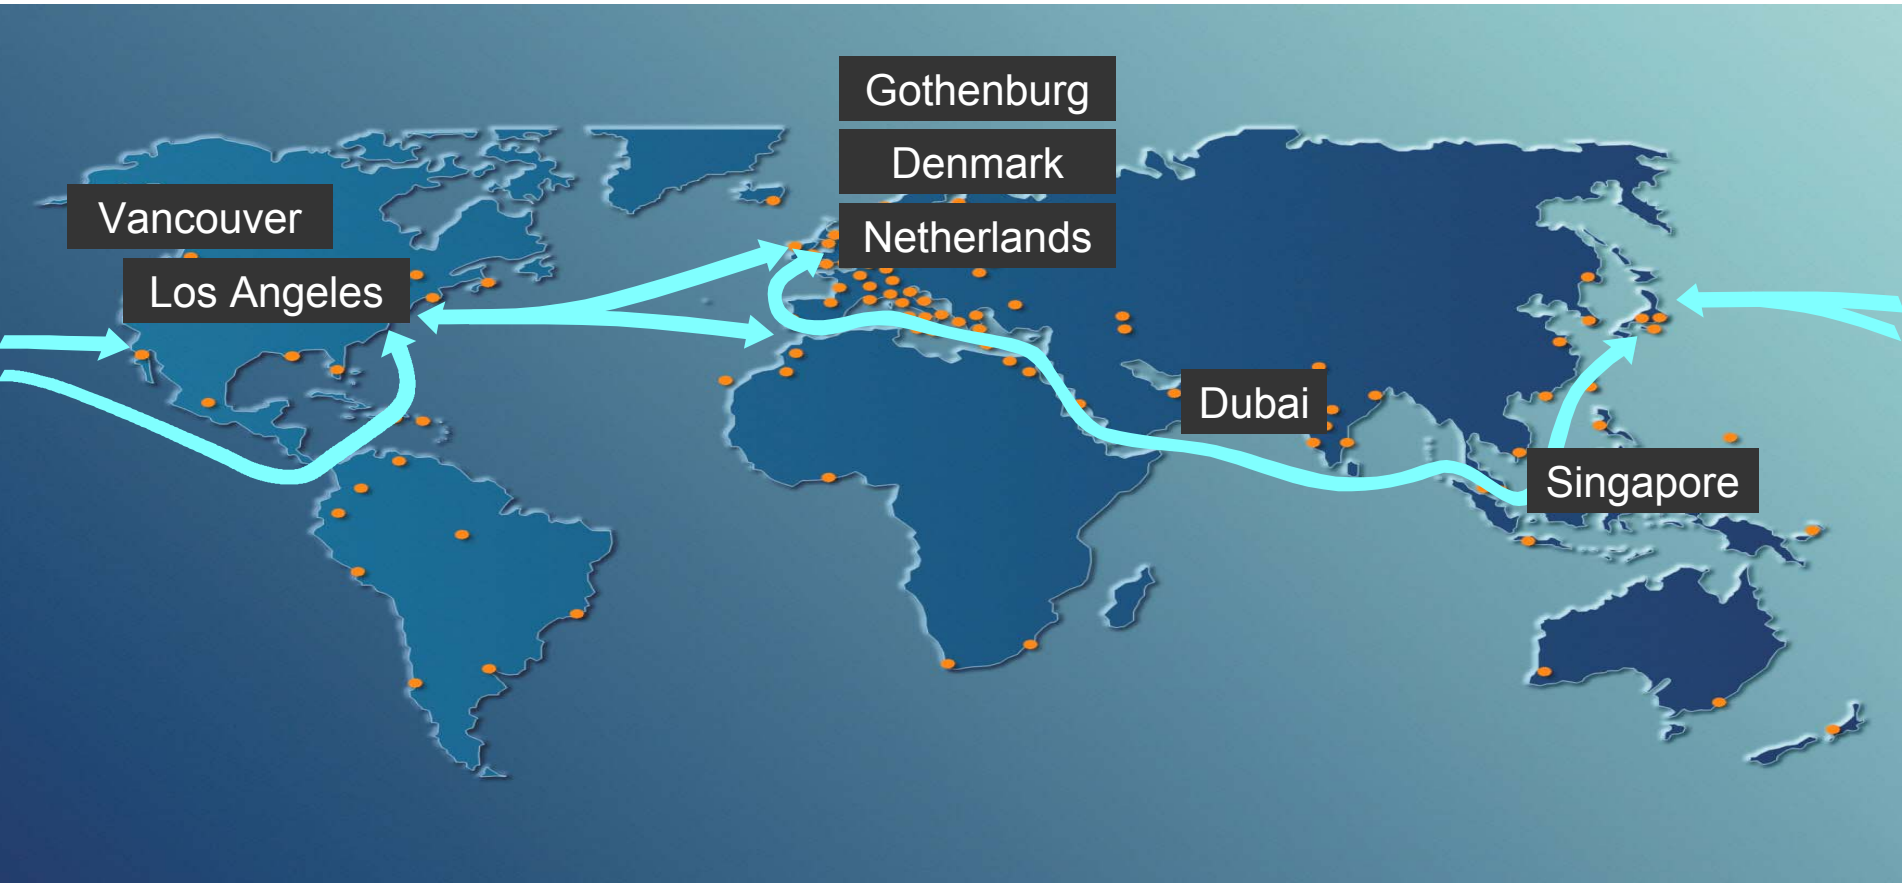 Gothenburg
Denmark
Netherlands
Vancouver
Los Angeles
Dubai
Singapore